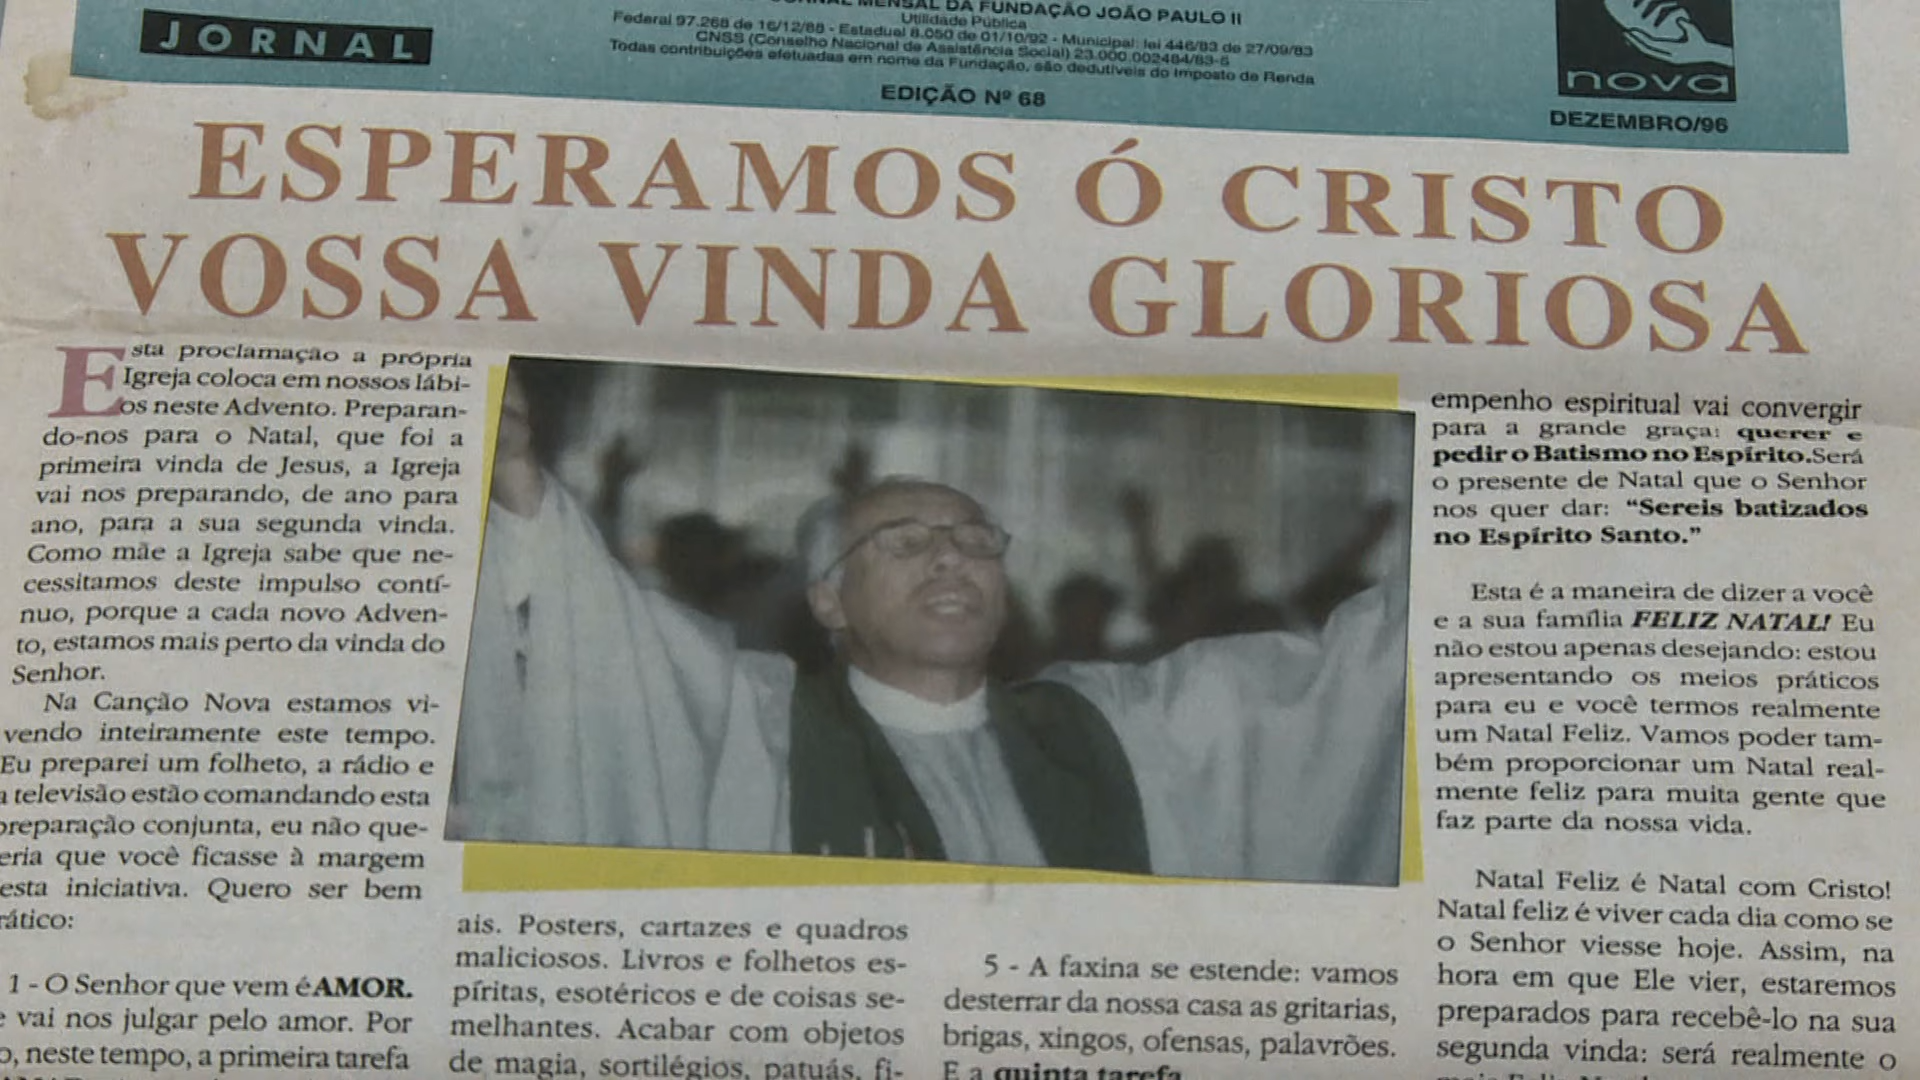 JORNAL MENSAL DA FUNDAÇÃO JOÃO PAULO II
Utilidade Pública
Federal 97.268 de 16/12/88 - Estadual 8.050 de 01/10/92 - Municipal: lei 446/83 de 27/09/83
CNSS (Conselho Nacional de Assistência Social) 23.000.002484/83-6
Todas contribuições efetuadas em nome da Fundação, são dedutíveis do Imposto de Renda
JORNAL
EDIÇÃO Nº 68
nova
DEZEMBRO/96
ESPERAMOS Ó CRISTO
VOSSA VINDA GLORIOSA
Esta proclamação a própria
Igreja coloca em nossos lábi-
os neste Advento. Preparan-
do-nos para o Natal, que foi a
primeira vinda de Jesus, a Igreja
vai nos preparando, de ano para
ano, para a sua segunda vinda.
Como mãe a Igreja sabe que ne-
cessitamos deste impulso contí-
nuo, porque a cada novo Adven-
to, estamos mais perto da vinda do
Senhor.
Na Canção Nova estamos vi-
vendo inteiramente este tempo.
Eu preparei um folheto, a rádio e
a televisão estão comandando esta
preparação conjunta, eu não que-
eria que você ficasse à margem
esta iniciativa. Quero ser bem
rático:
1 - O Senhor que vem é AMOR.
e vai nos julgar pelo amor. Por
o, neste tempo, a primeira tarefa
ais. Posters, cartazes e quadros
maliciosos. Livros e folhetos es-
píritas, esotéricos e de coisas se-
melhantes. Acabar com objetos
de magia, sortilégios, patuás, fi-
5 - A faxina se estende: vamos
desterrar da nossa casa as gritarias,
brigas, xingos, ofensas, palavrões.
E a quinta tarefa
empenho espiritual vai convergir
para a grande graça: querer e
pedir o Batismo no Espírito.Será
o presente de Natal que o Senhor
nos quer dar: “Sereis batizados
no Espírito Santo.”
Esta é a maneira de dizer a você
e a sua família FELIZ NATAL! Eu
não estou apenas desejando: estou
apresentando os meios práticos
para eu e você termos realmente
um Natal Feliz. Vamos poder tam-
bém proporcionar um Natal real-
mente feliz para muita gente que
faz parte da nossa vida.
Natal Feliz é Natal com Cristo!
Natal feliz é viver cada dia como se
o Senhor viesse hoje. Assim, na
hora em que Ele vier, estaremos
preparados para recebê-lo na sua
segunda vinda: será realmente o